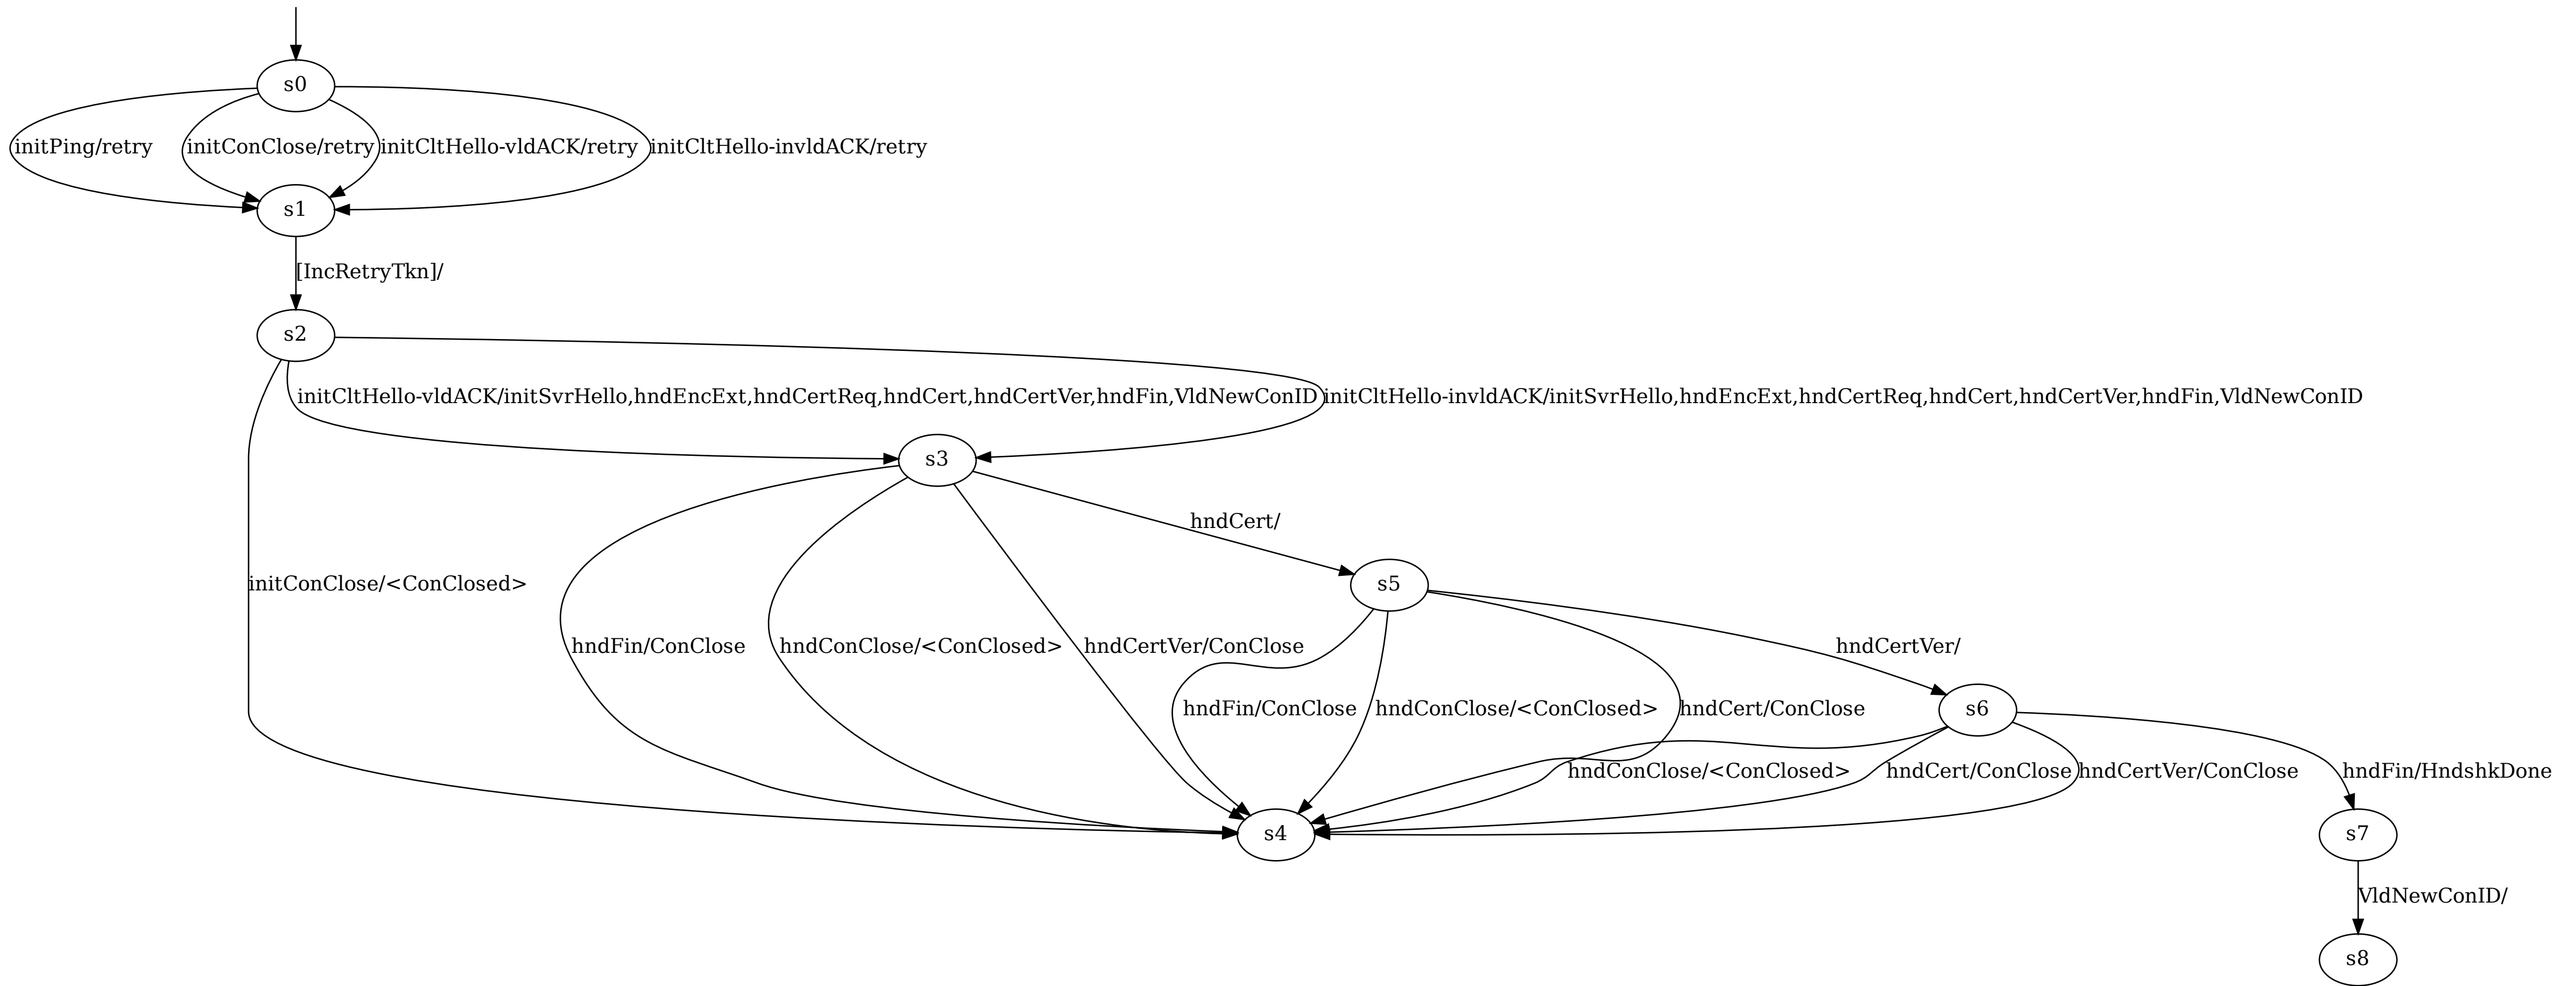 s0
initPing/retry
initConClose/retry
initCltHello-vldACK/retry
initCltHello-invldACK/retry
s1
[IncRetryTkn]/
s2
initCltHello-vldACK/initSvrHello,hndEncExt,hndCertReq,hndCert,hndCertVer,hndFin,VldNewConID
initCltHello-invldACK/initSvrHello,hndEncExt,hndCertReq,hndCert,hndCertVer,hndFin,VldNewConID
s3
hndCert/
initConClose/<ConClosed>
s5
hndFin/ConClose
hndConClose/<ConClosed>
hndCertVer/ConClose
hndCertVer/
hndFin/ConClose
hndConClose/<ConClosed>
hndCert/ConClose
s6
hndConClose/<ConClosed>
hndCert/ConClose
hndCertVer/ConClose
hndFin/HndshkDone
s4
s7
VldNewConID/
s8